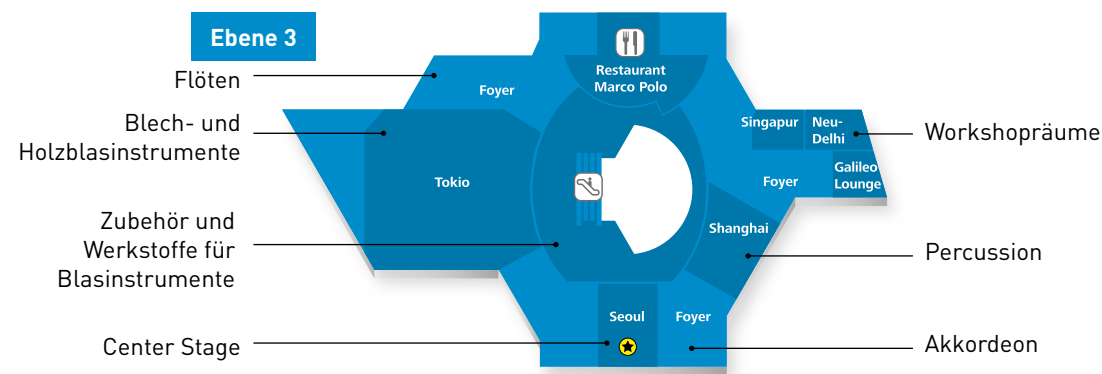 Ebene 3
Flöten
Blech- und
Holzblasinstrumente
Zubehör und
Werkstoffe für
Blasinstrumente
Center Stage
Foyer
Restaurant
Marco Polo
Tokio
Singapur
Neu-
Delhi
Galileo
Lounge
Foyer
Shanghai
Seoul
Foyer
Workshopräume
Percussion
Akkordeon